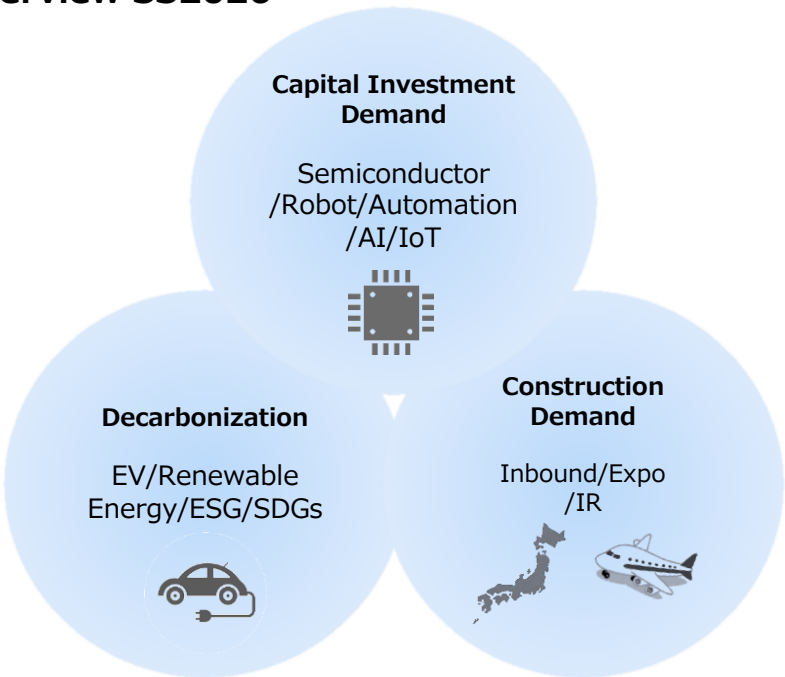 Capital Investment
Demand
Semiconductor
/Robot/Automation
/AI/IoT
Decarbonization
EV/Renewable
Energy/ESG/SDGs
Construction
Demand
Inbound/Expo
/IR